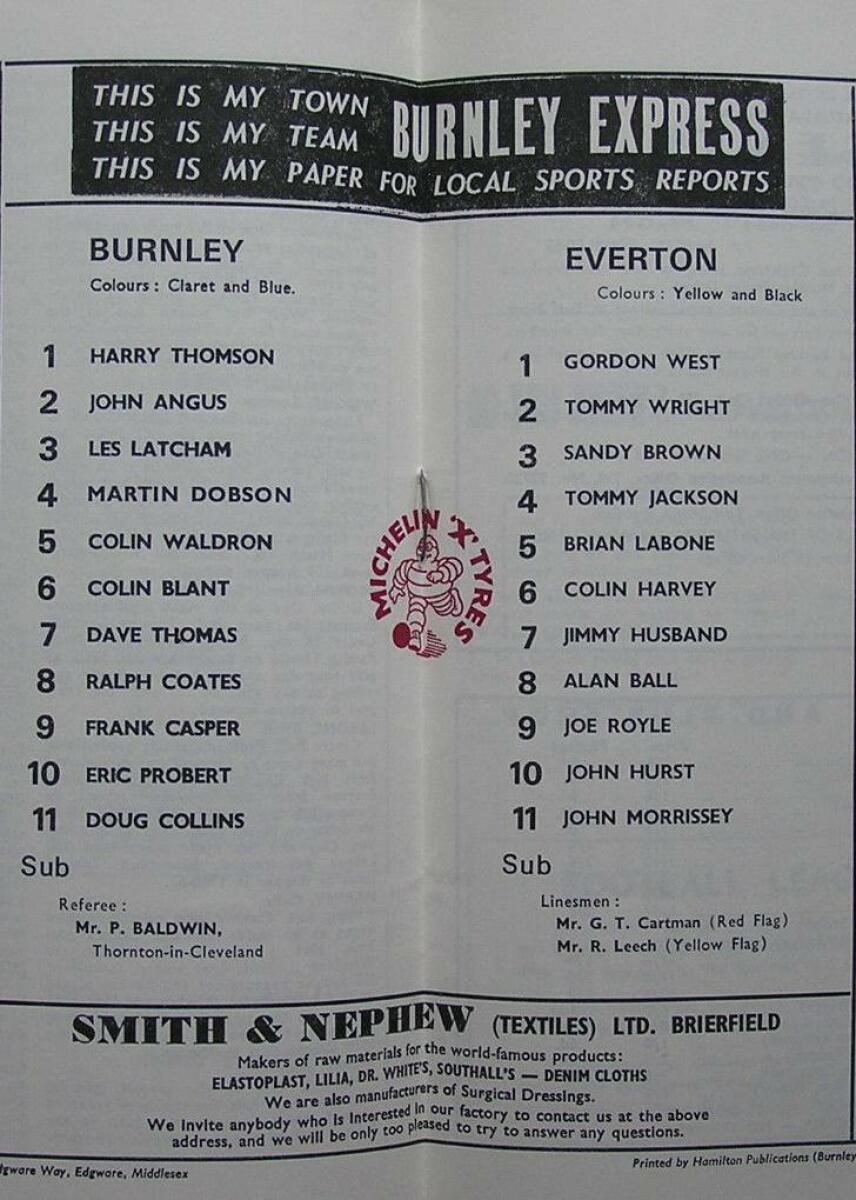 THIS IS MY TOWN
THIS IS MY TEAM
THIS IS MY PAPER FOR LOCAL SPORTS REPORTS
BURNLEY EXPRESS
BURNLEY
Colours : Claret and Blue.
1 HARRY THOMSON
2 JOHN ANGUS
3 LES LATCHAM
4 MARTIN DOBSON
5 COLIN WALDRON
6 COLIN BLANT
7 DAVE THOMAS
8 RALPH COATES
9 FRANK CASPER
10 ERIC PROBERT
11 DOUG COLLINS
Sub
Referee :
Mr. P. BALDWIN,
Thornton-in-Cleveland
MICHELIN 'X' TYRES
EVERTON
Colours : Yellow and Black
1 GORDON WEST
2 TOMMY WRIGHT
3 SANDY BROWN
4 TOMMY JACKSON
5 BRIAN LABONE
6 COLIN HARVEY
7 JIMMY HUSBAND
8 ALAN BALL
9 JOE ROYLE
10 JOHN HURST
11 JOHN MORRISSEY
Sub
Linesmen :
Mr. G. T. Cartman (Red Flag)
Mr. R. Leech (Yellow Flag)
SMITH & NEPHEW (TEXTILES) LTD. BRIERFIELD
Makers of raw materials for the world-famous products:
ELASTOPLAST, LILIA, DR. WHITE'S, SOUTHALL'S — DENIM CLOTHS
We are also manufacturers of Surgical Dressings.
We invite anybody who is interested in our factory to contact us at the above
address, and we will be only too pleased to try to answer any questions.
dgware Way, Edgware, Middlesex
Printed by Hamilton Publications (Burnley